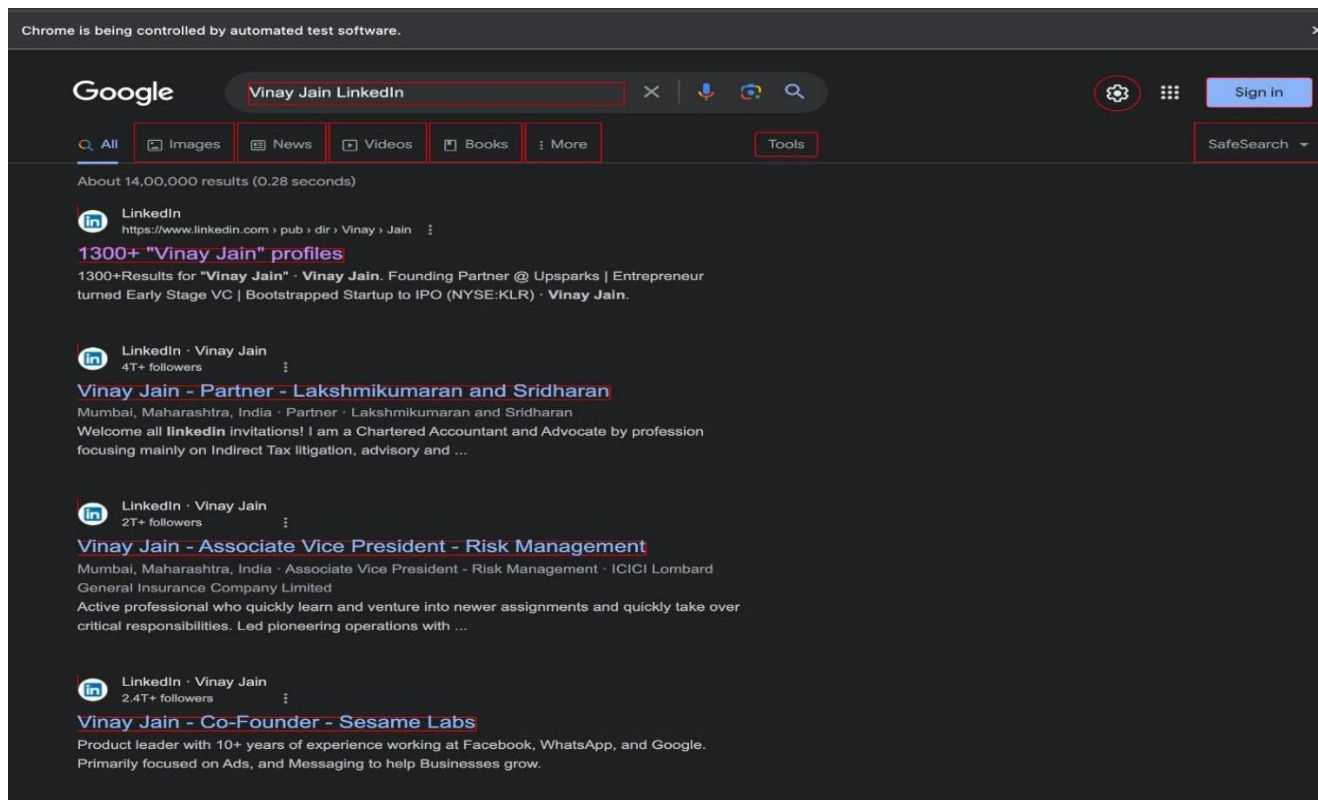 Chrome is being controlled by automated test software.
Google
Vinay Jain LinkedIn
Sign in
All
Images
News
Videos
Books
More
Tools
SafeSearch
About 14,00,000 results (0.28 seconds)
LinkedIn
https://www.linkedin.com › pub › dir › Vinay › Jain
1300+ "Vinay Jain" profiles
1300+Results for "Vinay Jain" · Vinay Jain. Founding Partner @ Upsparks | Entrepreneur
turned Early Stage VC | Bootstrapped Startup to IPO (NYSE:KLR) · Vinay Jain.
LinkedIn · Vinay Jain
4T+ followers
Vinay Jain - Partner - Lakshmikumaran and Sridharan
Mumbai, Maharashtra, India · Partner · Lakshmikumaran and Sridharan
Welcome all linkedin invitations! I am a Chartered Accountant and Advocate by profession
focusing mainly on Indirect Tax litigation, advisory and ...
LinkedIn · Vinay Jain
2T+ followers
Vinay Jain - Associate Vice President - Risk Management
Mumbai, Maharashtra, India · Associate Vice President - Risk Management · ICICI Lombard
General Insurance Company Limited
Active professional who quickly learn and venture into newer assignments and quickly take over
critical responsibilities. Led pioneering operations with ...
LinkedIn · Vinay Jain
2.4T+ followers
Vinay Jain - Co-Founder - Sesame Labs
Product leader with 10+ years of experience working at Facebook, WhatsApp, and Google.
Primarily focused on Ads, and Messaging to help Businesses grow.